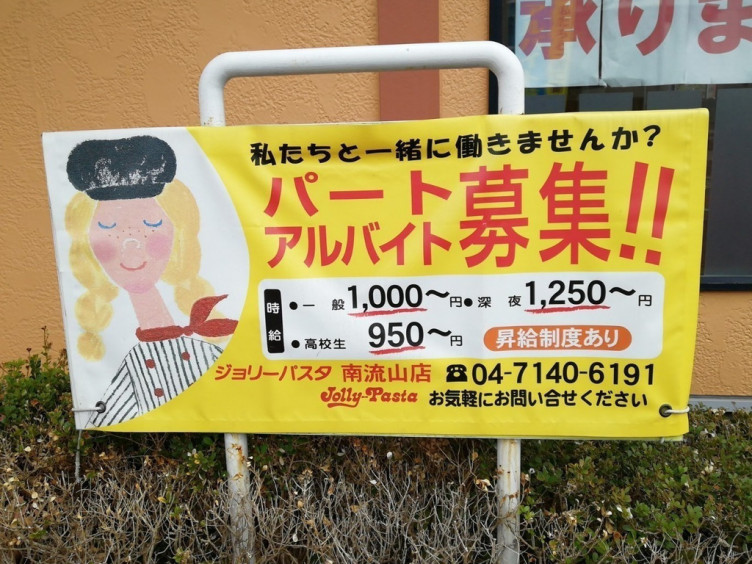 承りま
私たちと一緒に働きませんか?
パート
アルバイト 募集!!
時給
●一般 1,000〜円 ●深夜 1,250〜円
●高校生 950〜円 昇給制度あり
ジョリーパスタ 南流山店 ☎04-7140-6191
Jolly-Pasta お気軽にお問い合せください